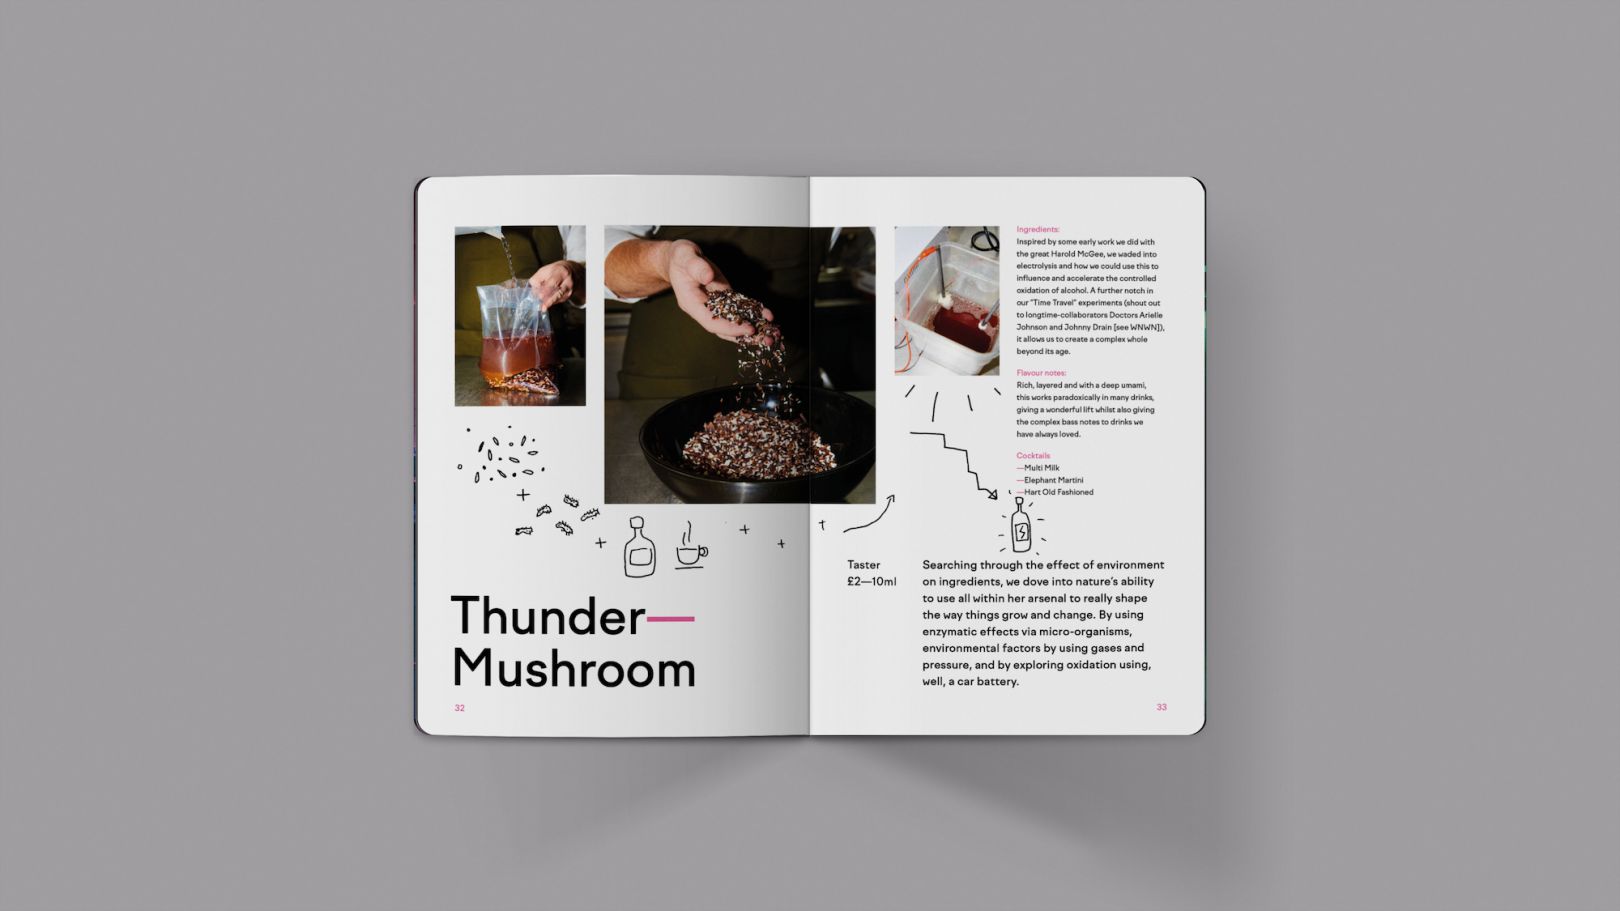 Thunder—
Mushroom
32
Ingredients:
Inspired by some early work we did with
the great Harold McGee, we waded into
electrolysis and how we could use this to
influence and accelerate the controlled
oxidation of alcohol. A further notch in
our "Time Travel" experiments (shout out
to longtime-collaborators Doctors Arielle
Johnson and Johnny Drain [see WNWN]),
it allows us to create a complex whole
beyond its age.
Flavour notes:
Rich, layered and with a deep umami,
this works paradoxically in many drinks,
giving a wonderful lift whilst also giving
the complex bass notes to drinks we
have always loved.
Cocktails
—Multi Milk
—Elephant Martini
—Hart Old Fashioned
Taster
£2—10ml
Searching through the effect of environment
on ingredients, we dove into nature's ability
to use all within her arsenal to really shape
the way things grow and change. By using
enzymatic effects via micro-organisms,
environmental factors by using gases and
pressure, and by exploring oxidation using,
well, a car battery.
33